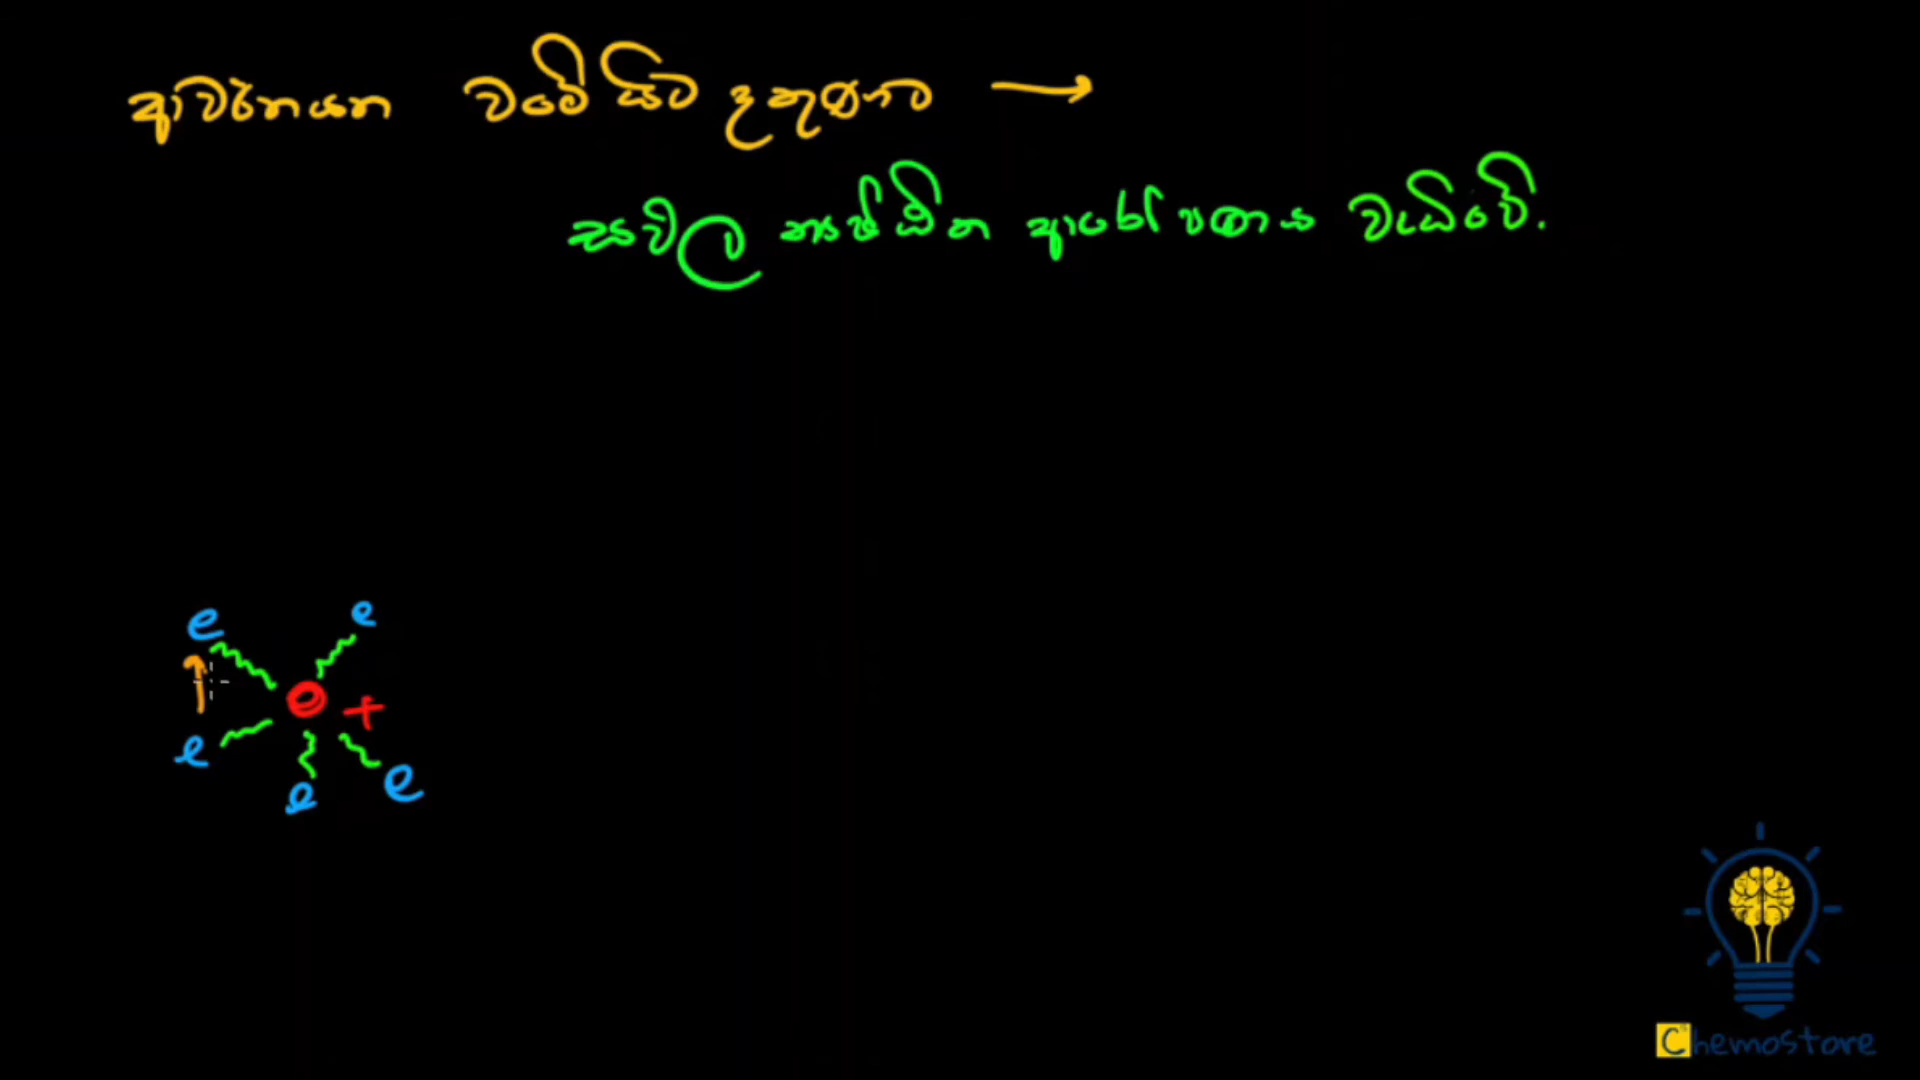 ආවර්තයක වමේ සිට දකුණට →
සඵල න්‍යෂ්ඨික ආරෝපණය වැඩිවේ.
e e
+
e
e e
Chemostore